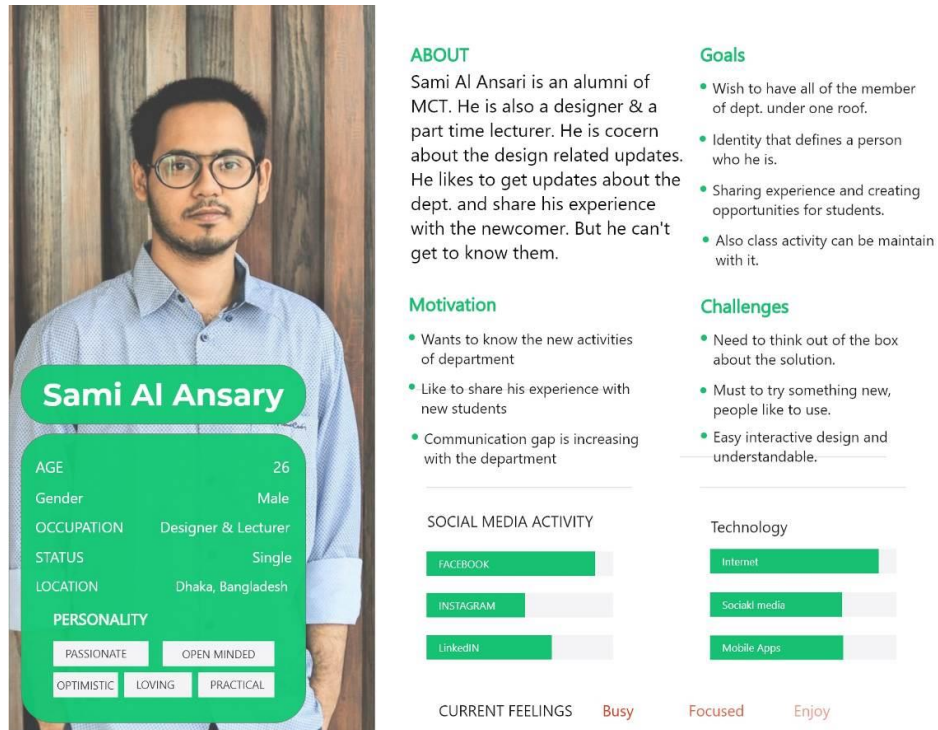 Sami Al Ansary
AGE 26
Gender Male
OCCUPATION Designer & Lecturer
STATUS Single
LOCATION Dhaka, Bangladesh
PERSONALITY
PASSIONATE OPEN MINDED
OPTIMISTIC LOVING PRACTICAL
ABOUT
Sami Al Ansari is an alumni of
MCT. He is also a designer & a
part time lecturer. He is cocern
about the design related updates.
He likes to get updates about the
dept. and share his experience
with the newcomer. But he can't
get to know them.
Goals
• Wish to have all of the member
of dept. under one roof.
• Identity that defines a person
who he is.
• Sharing experience and creating
opportunities for students.
• Also class activity can be maintain
with it.
Motivation
• Wants to know the new activities
of department
• Like to share his experience with
new students
• Communication gap is increasing
with the department
Challenges
• Need to think out of the box
about the solution.
• Must to try something new,
people like to use.
• Easy interactive design and
understandable.
SOCIAL MEDIA ACTIVITY
FACEBOOK
INSTAGRAM
LinkedIN
Technology
Internet
Sociakl media
Mobile Apps
CURRENT FEELINGS Busy Focused Enjoy